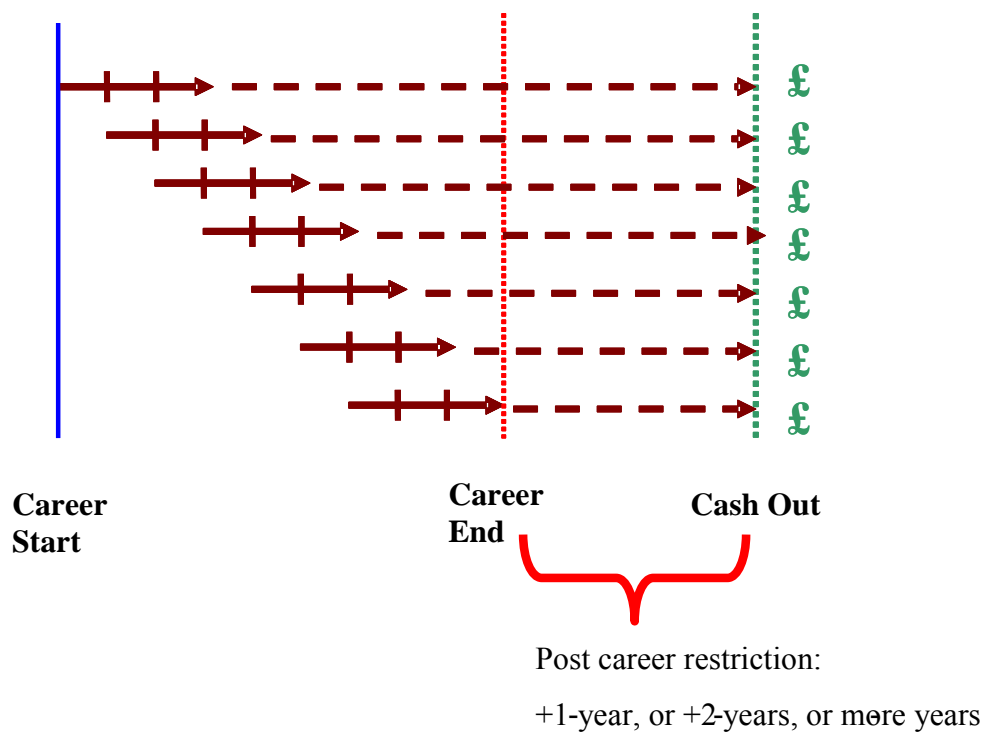 £
£
£
£
£
£
£
Career
Start
Career
End
Cash Out
Post career restriction:
+1-year, or +2-years, or more years